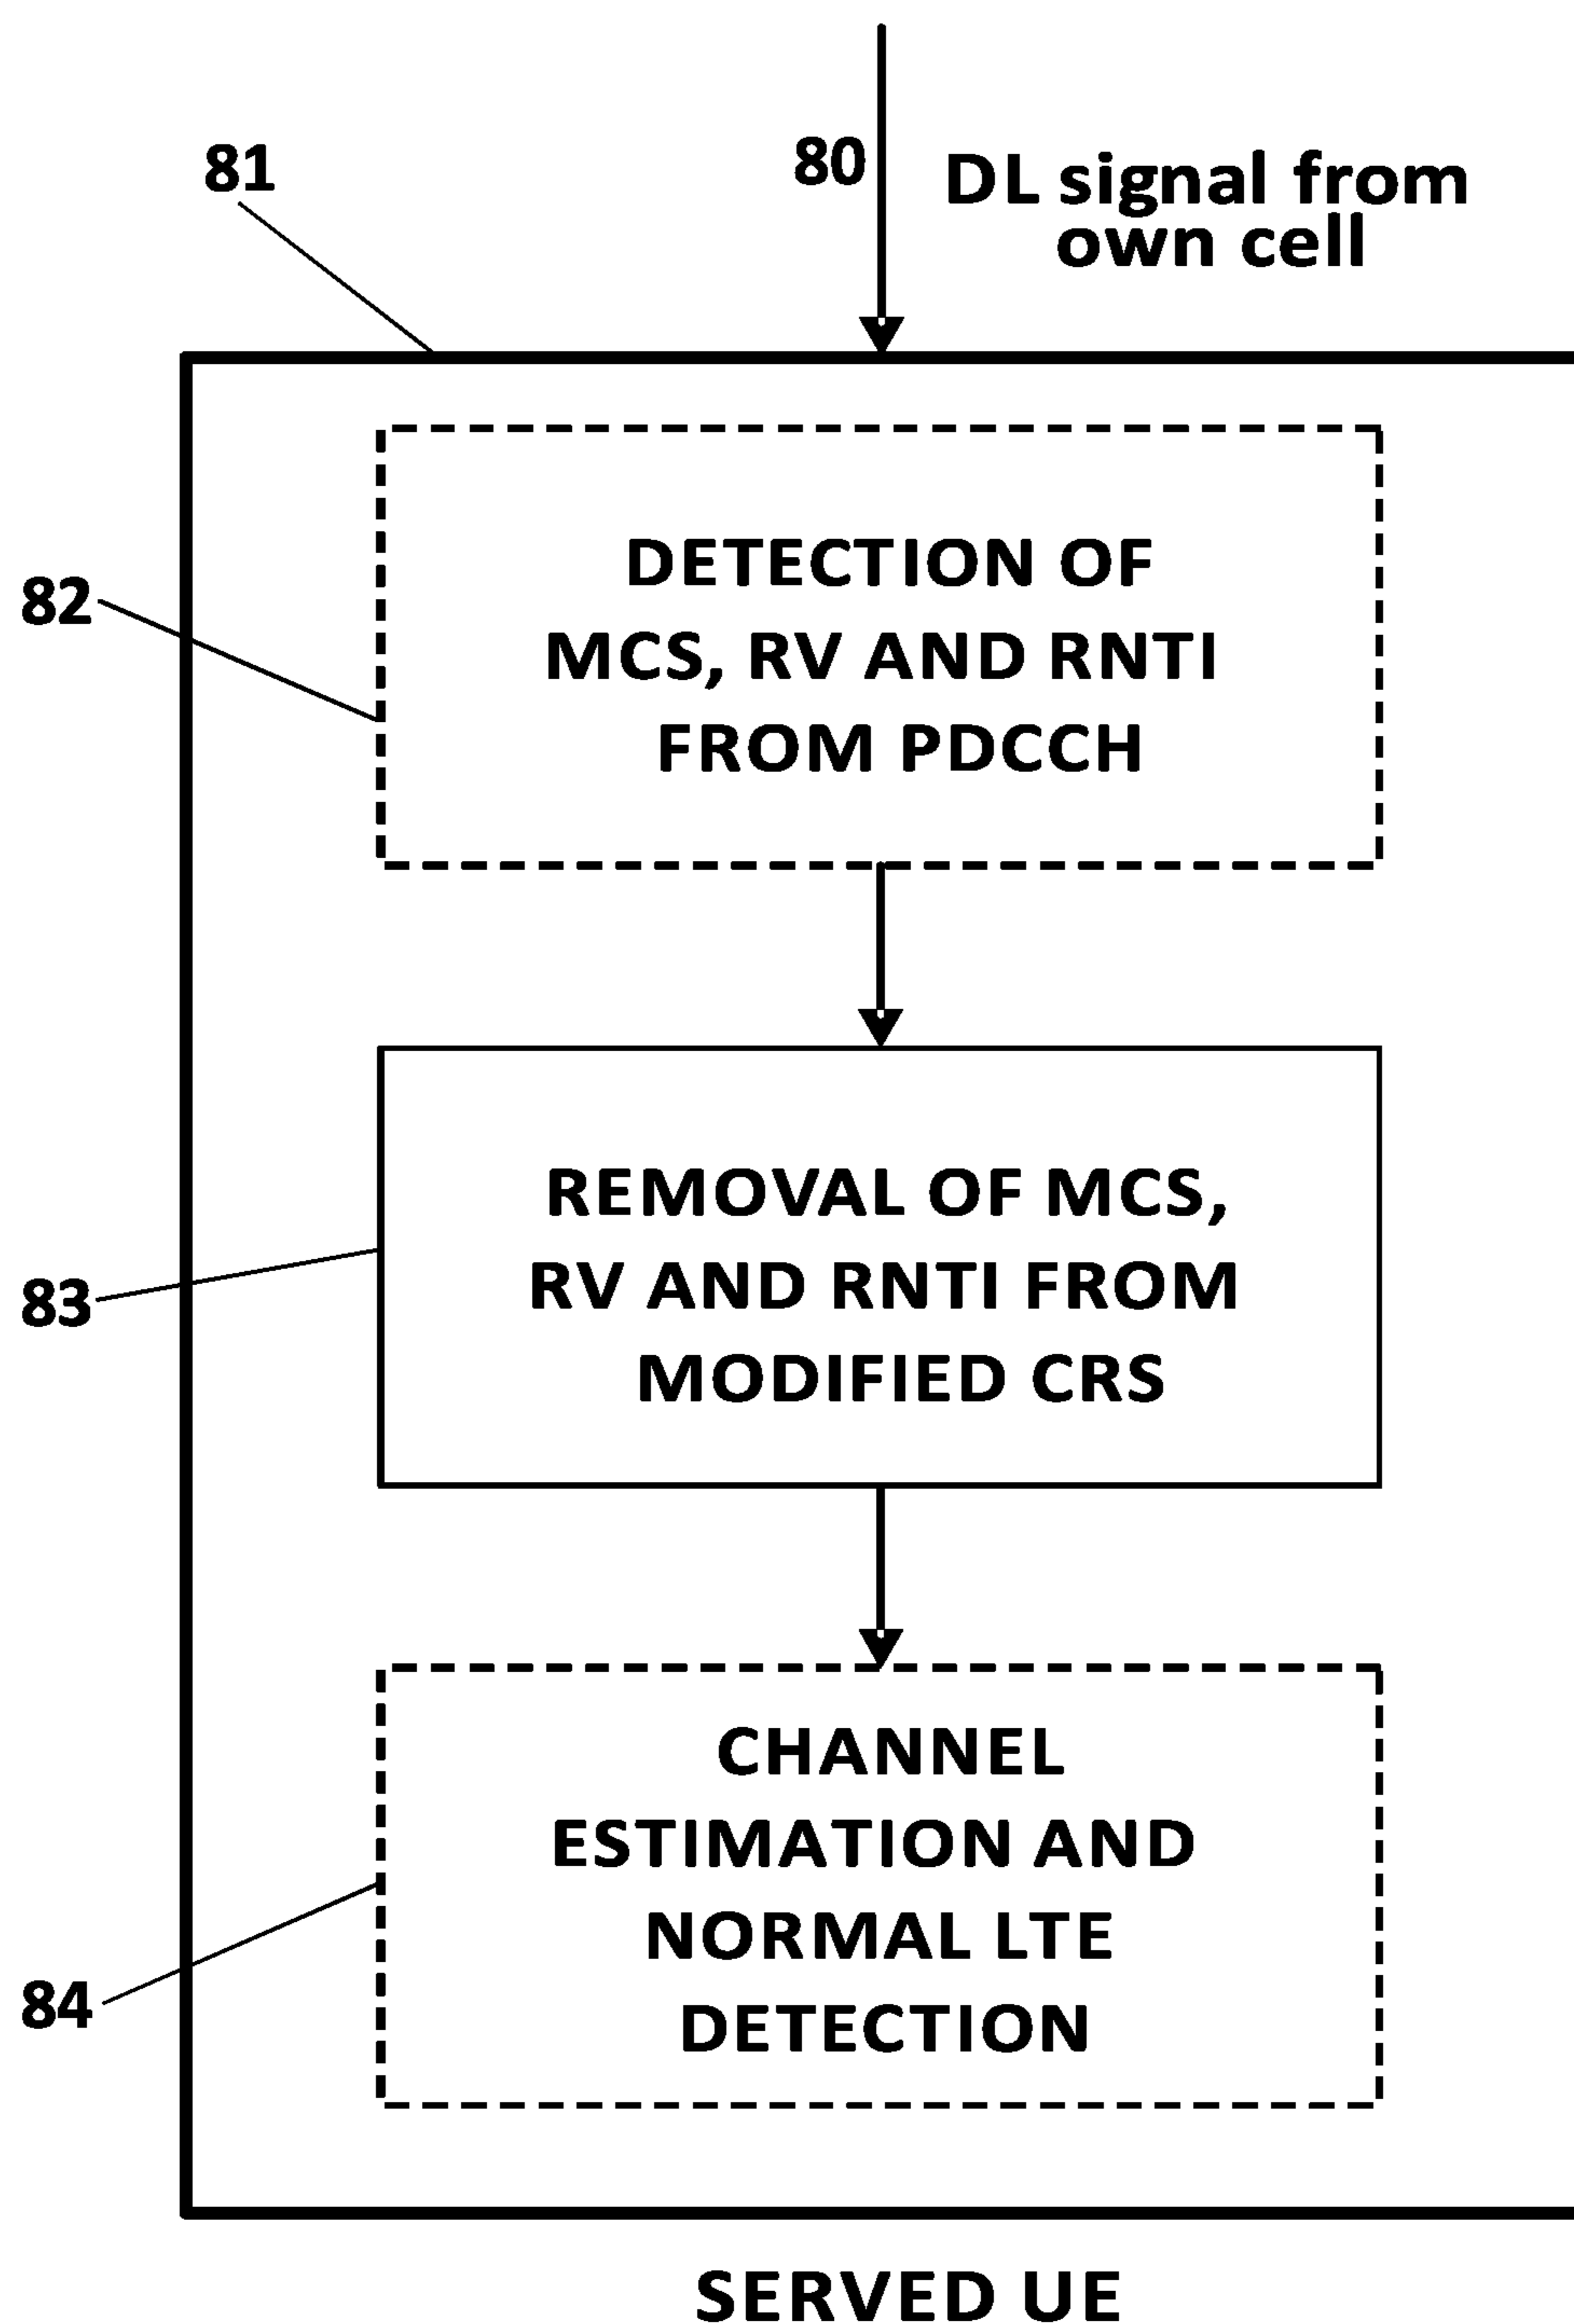 80
81
DL signal from
own cell
DETECTION OF
82
MCS, RV AND RNTI
FROM PDCCH
REMOVAL OF MCS,
RV AND RNTI FROM
83
MODIFIED CRS
CHANNEL
ESTIMATION AND
NORMAL LTE
84
DETECTION
SERVED UE